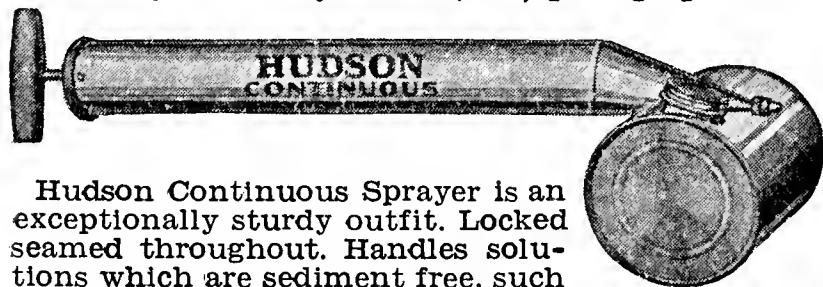 HUDSON
CONTINUOUS
Hudson Continuous Sprayer is an
exceptionally sturdy outfit. Locked
seamed throughout. Handles solu-
tions which are sediment free, such